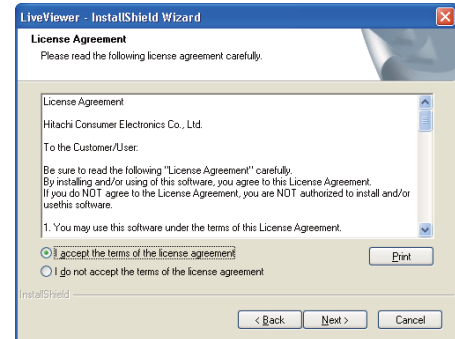 LiveViewer - InstallShield Wizard
License Agreement
Please read the following license agreement carefully.
License Agreement
Hitachi Consumer Electronics Co., Ltd.
To the Customer/User:
Be sure to read the following "License Agreement" carefully.
By installing and/or using of this software, you agree to this License Agreement.
If you do NOT agree to the License Agreement, you are NOT authorized to install and/or
usethis software.
1. You may use this software under the terms of this License Agreement.
I accept the terms of the license agreement
Print
I do not accept the terms of the license agreement
InstallShield
< Back Next > Cancel